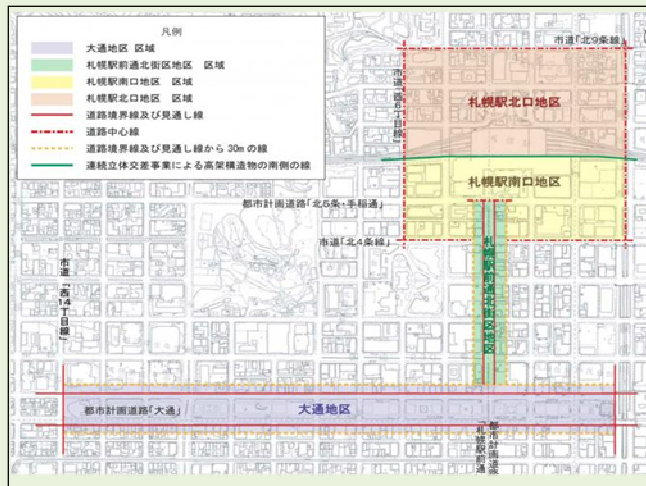 凡例
大通地区 区域
札幌駅前通北街区地区 区域
札幌駅南口地区 区域
札幌駅北口地区 区域
道路境界線及び見通し線
道路中心線
道路境界線及び見通し線から30mの線
連続立体交差事業による高架構造物の南側の線
市道「北9条線」
市道「西5丁目線」
札幌駅北口地区
札幌駅南口地区
都市計画道路「北5条・手稲通」
市道「北4条線」
札幌駅前通北街区地区
市道「西14丁目線」
都市計画道路「大通」
大通地区
都市計画道路
「札幌駅前通